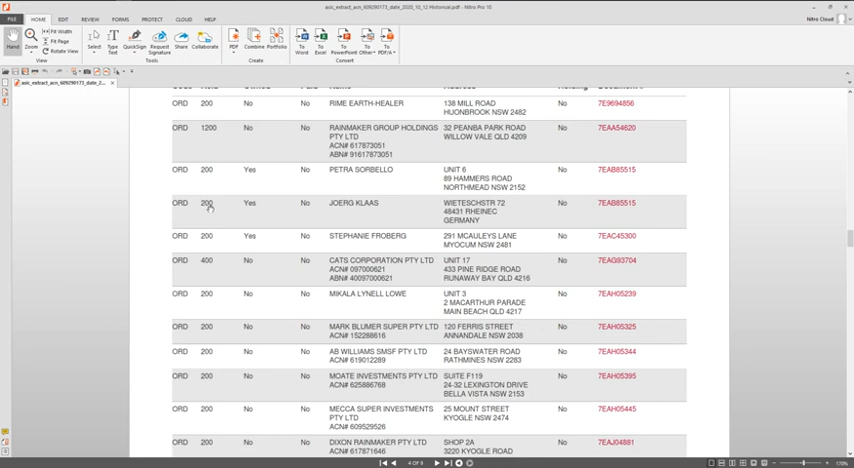 asic_extract_acn_609290173_date_2020_10_12 Historical.pdf - Nitro Pro 10
FILE HOME EDIT REVIEW FORMS PROTECT CLOUD HELP
Nitro Cloud
Hand Zoom Fit Width
Fit Page
Rotate View
Select Type Text QuickSign Request Signature Share Collaborate
PDF Combine Portfolio
To Word To Excel To PowerPoint To Other To PDF/A
View Tools Create Convert
asic_extract_acn_609290173_date_2...
ORD 200 No No RIME EARTH-HEALER 138 MILL ROAD No 7E9694856
HUONBROOK NSW 2482
ORD 1200 No No RAINMAKER GROUP HOLDINGS 32 PEANBA PARK ROAD No 7EAA54620
PTY LTD WILLOW VALE QLD 4209
ACN# 617873051
ABN# 91617873051
ORD 200 Yes No PETRA SORBELLO UNIT 6 No 7EAB85515
89 HAMMERS ROAD
NORTHMEAD NSW 2152
ORD 200 Yes No JOERG KLAAS WIETESCHSTR 72 No 7EAB85515
48431 RHEINEC
GERMANY
ORD 200 Yes No STEPHANIE FROBERG 291 MCAULEYS LANE No 7EAC45300
MYOCUM NSW 2481
ORD 400 No No CATS CORPORATION PTY LTD UNIT 17 No 7EAG93704
ACN# 097000621 433 PINE RIDGE ROAD
ABN# 40097000621 RUNAWAY BAY QLD 4216
ORD 200 No No MIKALA LYNELL LOWE UNIT 3 No 7EAH05239
2 MACARTHUR PARADE
MAIN BEACH QLD 4217
ORD 200 No No MARK BLUMER SUPER PTY LTD 120 FERRIS STREET No 7EAH05325
ACN# 152288616 ANNANDALE NSW 2038
ORD 200 No No AB WILLIAMS SMSF PTY LTD 24 BAYSWATER ROAD No 7EAH05344
ACN# 619012289 RATHMINES NSW 2283
ORD 200 No No MOATE INVESTMENTS PTY LTD SUITE F119 No 7EAH05395
ACN# 625886768 24-32 LEXINGTON DRIVE
BELLA VISTA NSW 2153
ORD 200 No No MECCA SUPER INVESTMENTS 25 MOUNT STREET No 7EAH05445
PTY LTD KYOGLE NSW 2474
ACN# 609529526
ORD 200 No No DIXON RAINMAKER PTY LTD SHOP 2A No 7EAJ04881
ACN# 617871646 3220 KYOGLE ROAD
4 OF 9
170%